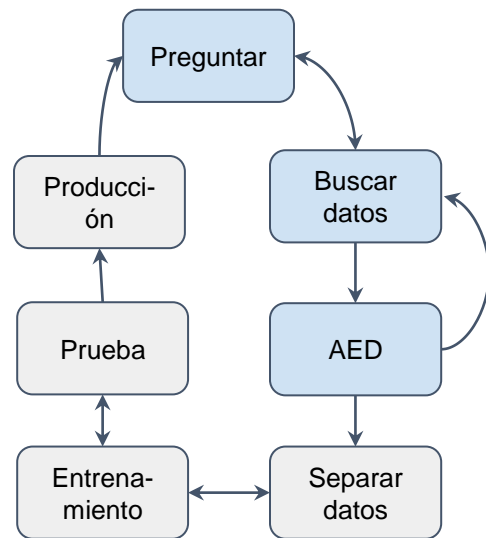 Preguntar
Buscar
datos
AED
Separar
datos
Entrena-
miento
Prueba
Producci-
ón